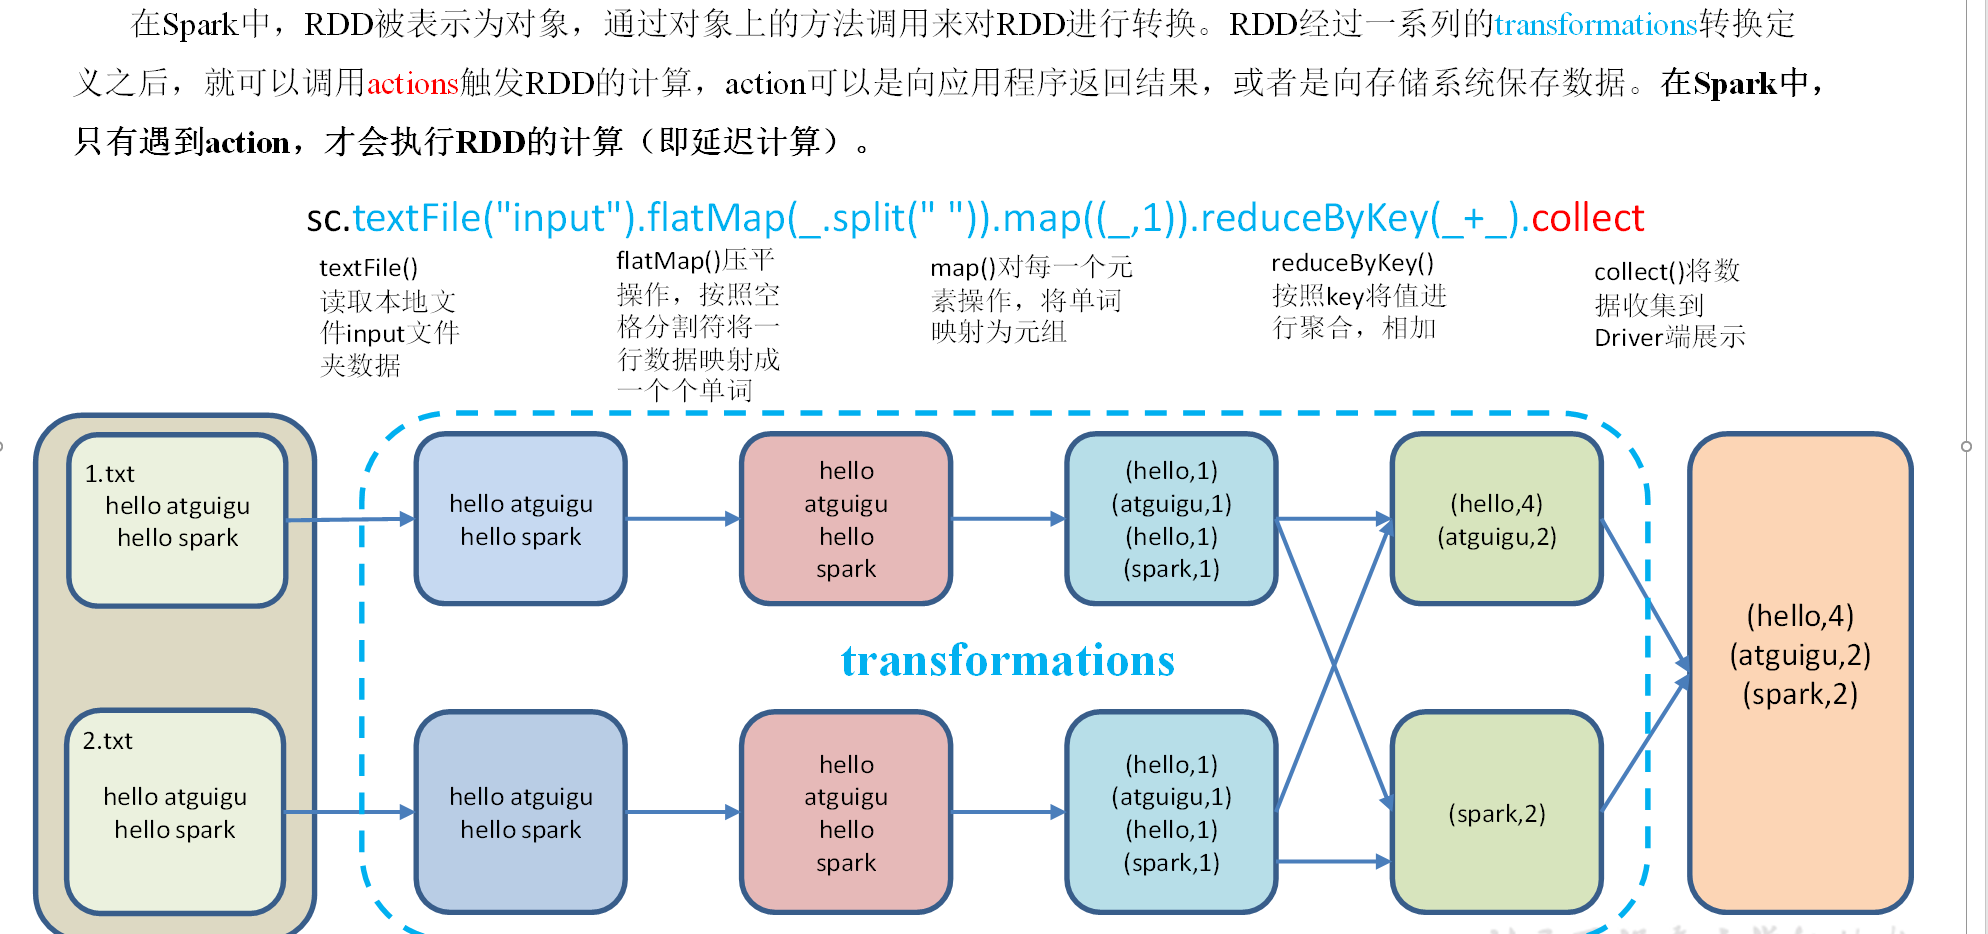 在Spark中，RDD被表示为对象，通过对象上的方法调用来对RDD进行转换。RDD经过一系列的transformations转换定
义之后，就可以调用actions触发RDD的计算，action可以是向应用程序返回结果，或者是向存储系统保存数据。在Spark中，
只有遇到action，才会执行RDD的计算（即延迟计算）。
sc.textFile("input").flatMap(_.split(" ")).map((_,1)).reduceByKey(_+_).collect
textFile()
读取本地文
件input文件
夹数据
flatMap()压平
操作，按照空
格分割符将一
行数据映射成
一个个单词
map()对每一个元
素操作，将单词
映射为元组
reduceByKey()
按照key将值进
行聚合，相加
collect()将数
据收集到
Driver端展示
1.txt
hello atguigu
hello spark
hello atguigu
hello spark
hello
atguigu
hello
spark
(hello,1)
(atguigu,1)
(hello,1)
(spark,1)
(hello,4)
(atguigu,2)
transformations
(hello,4)
(atguigu,2)
(spark,2)
2.txt
hello atguigu
hello spark
hello atguigu
hello spark
hello
atguigu
hello
spark
(hello,1)
(atguigu,1)
(hello,1)
(spark,1)
(spark,2)